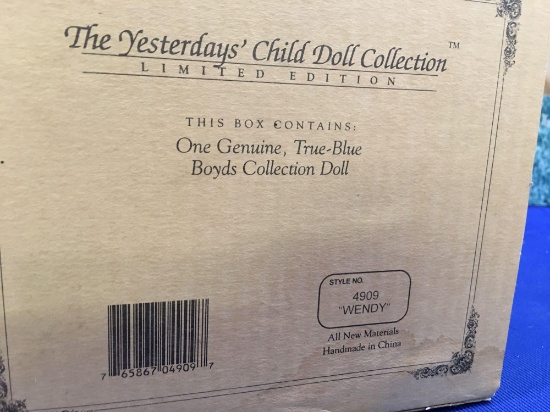 The Yesterdays' Child Doll Collection™
LIMITED EDITION
THIS BOX CONTAINS:
One Genuine, True-Blue
Boyds Collection Doll
STYLE NO.
4909
"WENDY"
All New Materials
Handmade in China
7 65867 04909 7